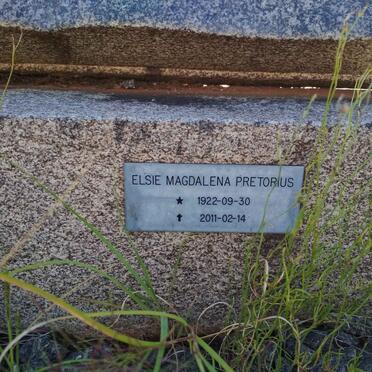 ELSIE MAGDALENA PRETORIUS
★ 1922-09-30
✝ 2011-02-14